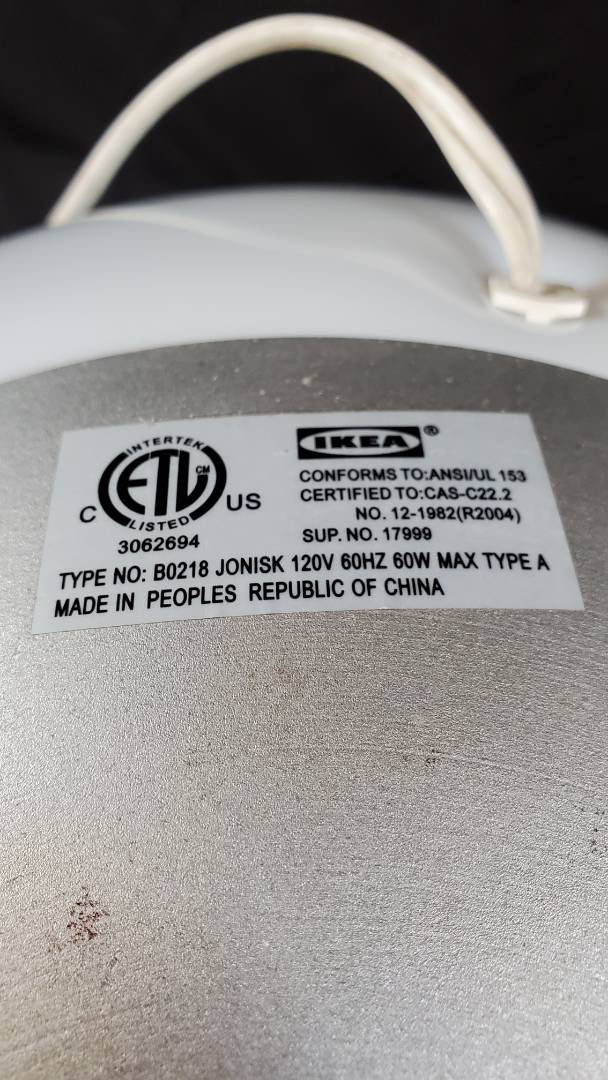 INTERTEK
ETL CM
C US
LISTED
3062694
IKEA ®
CONFORMS TO:ANSI/UL 153
CERTIFIED TO:CAS-C22.2
NO. 12-1982(R2004)
SUP. NO. 17999
TYPE NO: B0218 JONISK 120V 60HZ 60W MAX TYPE A
MADE IN PEOPLES REPUBLIC OF CHINA